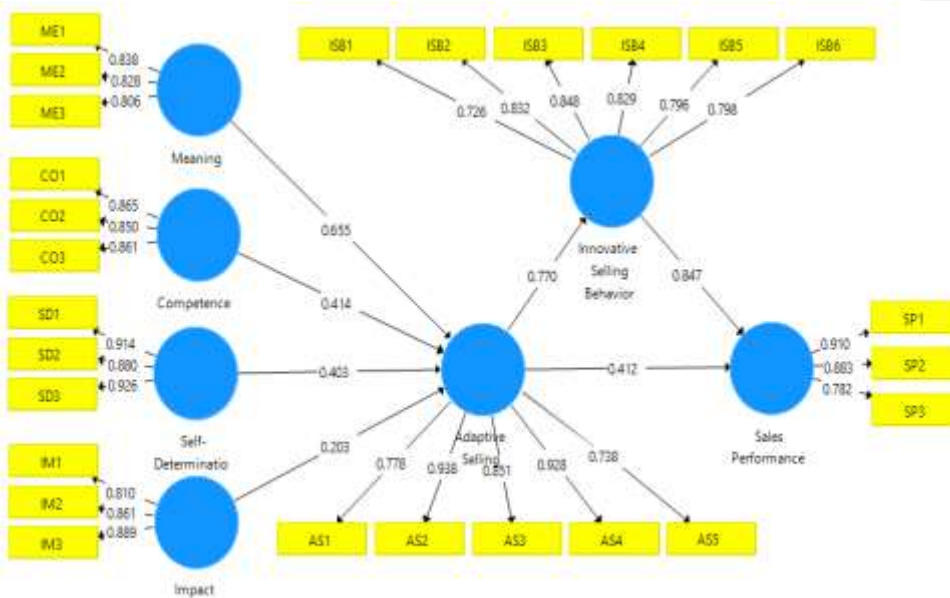 ME1
0.838
ME2
0.828
ME3
0.806
Meaning
CO1
0.865
CO2
0.850
CO3
0.861
Competence
SD1
0.914
SD2
0.880
SD3
0.926
Self-
Determinatio
IM1
0.810
IM2
0.861
IM3
0.889
Impact
0.655
0.414
0.403
0.203
ISB1 ISB2 ISB3 ISB4 ISB5 ISB6
0.726 0.832 0.848 0.829 0.796 0.798
Innovative
Selling
Behavior
0.770
0.847
Adaptive
Selling
0.412
0.778 0.938 0.851 0.928 0.738
AS1 AS2 AS3 AS4 AS5
SP1
0.910
SP2
0.883
SP3
0.782
Sales
Performance